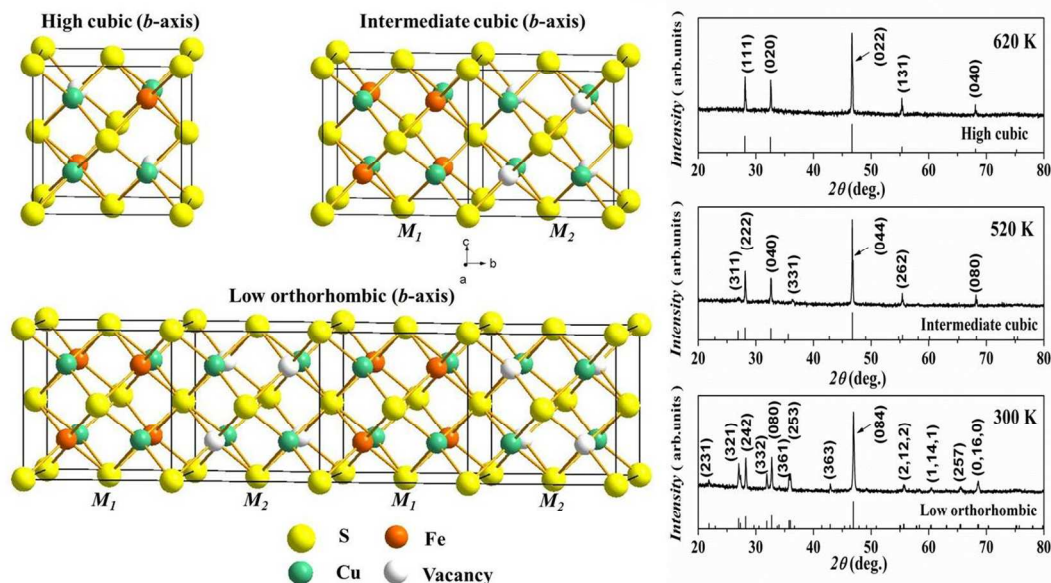 High cubic (b-axis)
Intermediate cubic (b-axis)
M1
M2
c
b
a
Low orthorhombic (b-axis)
M1
M2
M1
M2
S
Fe
Cu
Vacancy
Intensity ( arb.units)
620 K
(111)
(020)
(022)
(131)
(040)
High cubic
20 30 40 50 60 70 80
2θ (deg.)
Intensity ( arb.units)
520 K
(311)
(222)
(040)
(331)
(044)
(262)
(080)
Intermediate cubic
20 30 40 50 60 70 80
2θ (deg.)
Intensity ( arb.units)
300 K
(231)
(321)
(242)
(332)
(080)
(361)
(253)
(363)
(084)
(2,12,2)
(1,14,1)
(257)
(0,16,0)
Low orthorhombic
20 30 40 50 60 70 80
2θ (deg.)